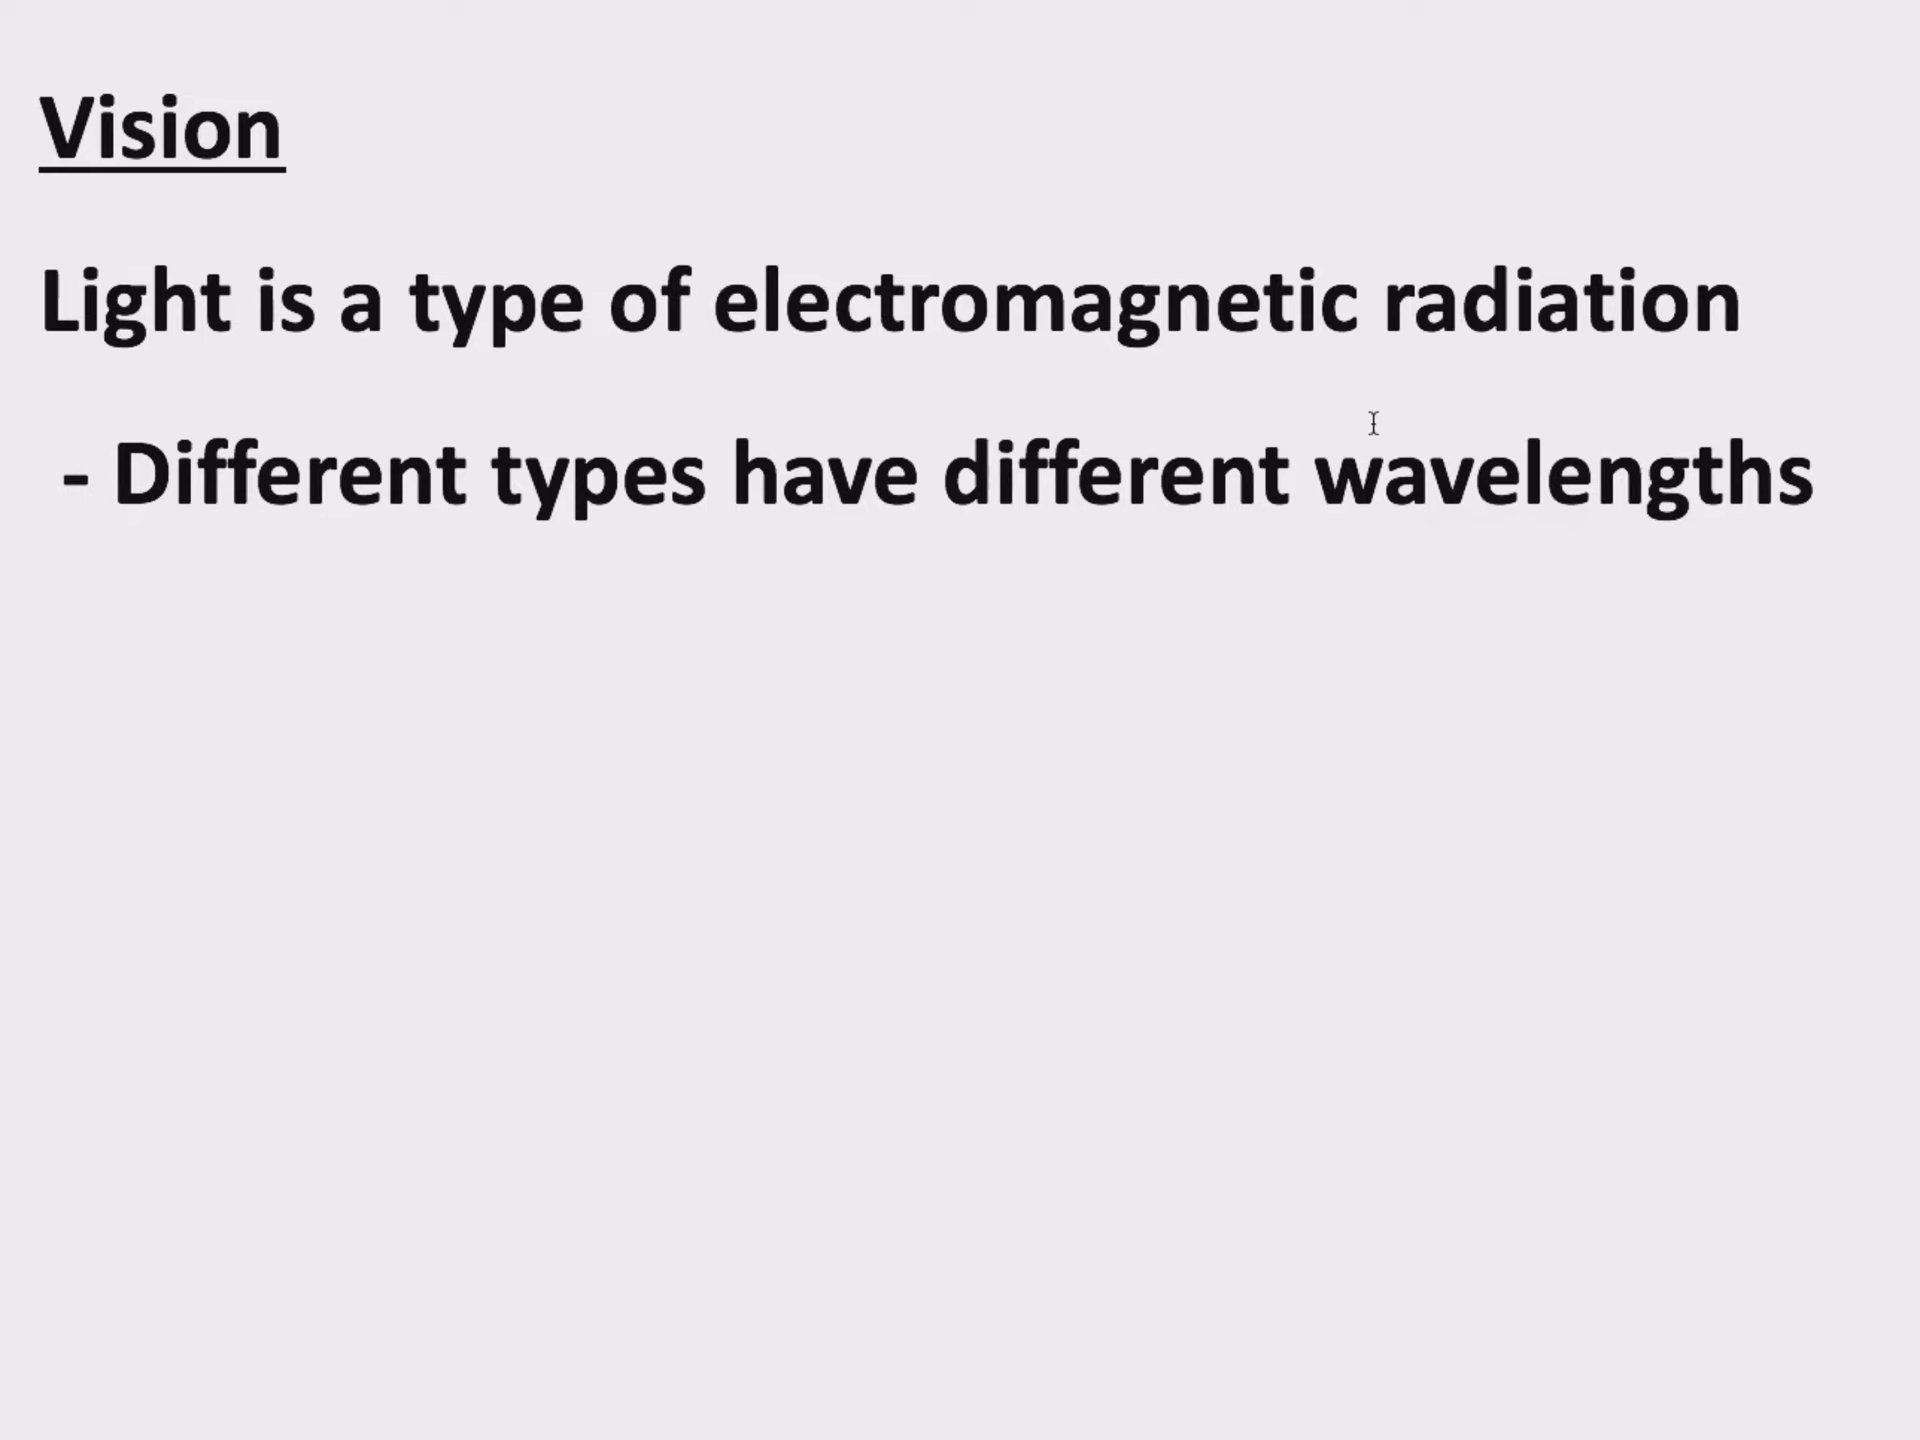 Vision
Light is a type of electromagnetic radiation
- Different types have different wavelengths